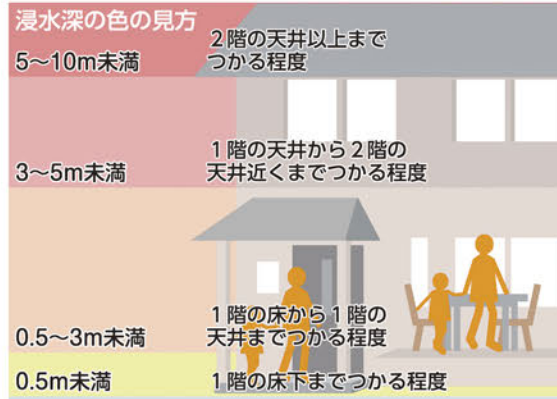 浸水深の色の見方
5〜10m未満
2階の天井以上まで
つかる程度
3〜5m未満
1階の天井から2階の
天井近くまでつかる程度
0.5〜3m未満
1階の床から1階の
天井までつかる程度
0.5m未満
1階の床下までつかる程度